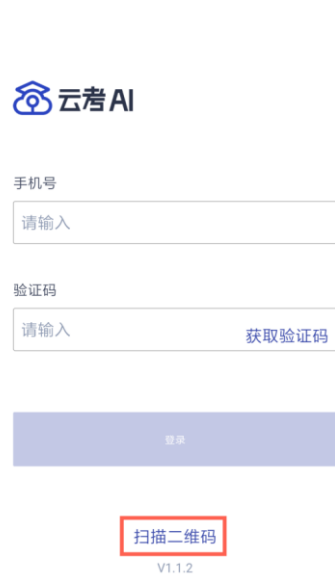 云考AI
手机号
请输入
验证码
请输入 获取验证码
登录
扫描二维码
V1.1.2